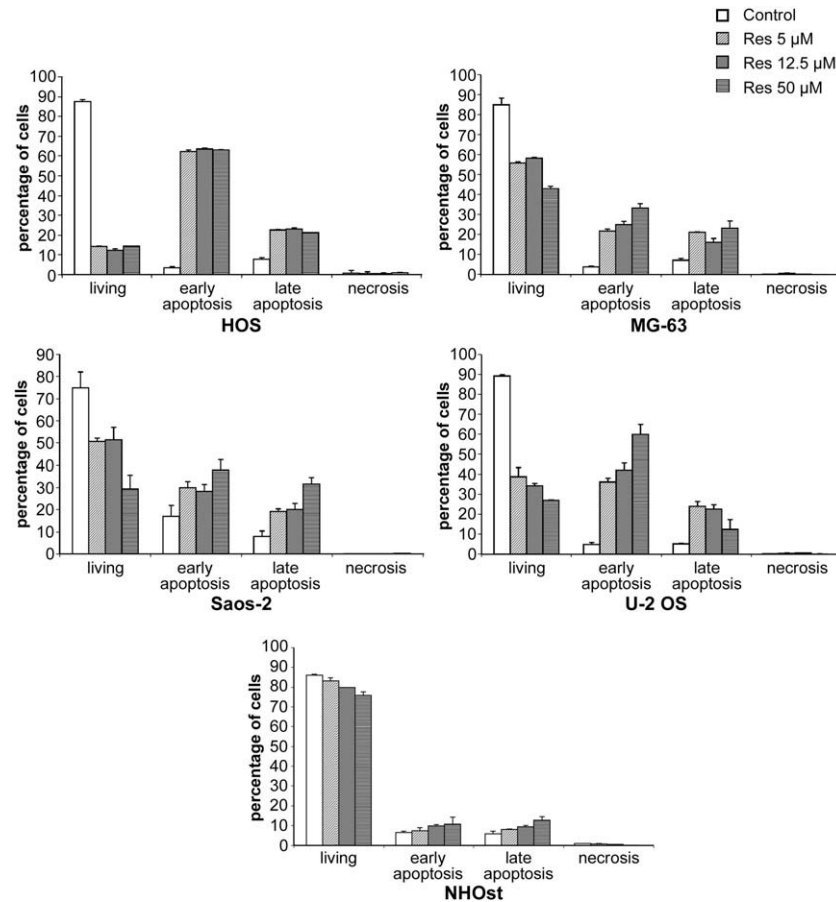 Control
Res 5 µM
Res 12.5 µM
Res 50 µM
percentage of cells
100
90
80
70
60
50
40
30
20
10
0
living
early apoptosis
late apoptosis
necrosis
HOS
percentage of cells
100
90
80
70
60
50
40
30
20
10
0
living
early apoptosis
late apoptosis
necrosis
MG-63
percentage of cells
90
80
70
60
50
40
30
20
10
0
living
early apoptosis
late apoptosis
necrosis
Saos-2
percentage of cells
100
90
80
70
60
50
40
30
20
10
0
living
early apoptosis
late apoptosis
necrosis
U-2 OS
percentage of cells
100
90
80
70
60
50
40
30
20
10
0
living
early apoptosis
late apoptosis
necrosis
NHOst